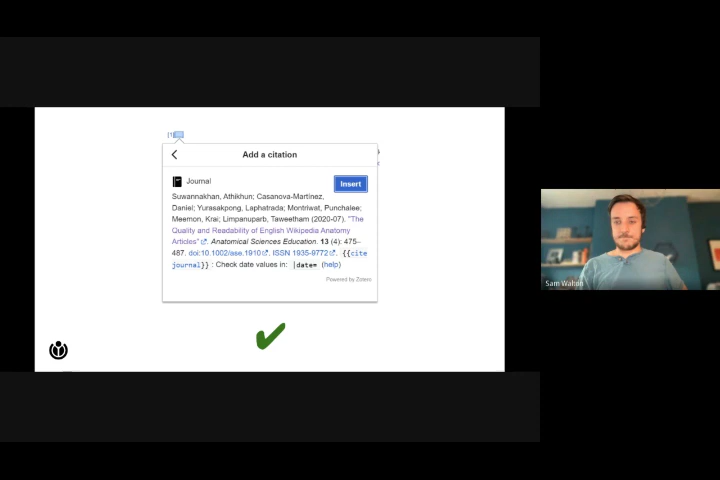 [1]
Add a citation
Journal
Insert
Suwannakhan, Athikhun; Casanova-Martínez,
Daniel; Yurasakpong, Laphatrada; Montriwat, Punchalee;
Meemon, Krai; Limpanuparb, Taweetham (2020-07). "The
Quality and Readability of English Wikipedia Anatomy
Articles". Anatomical Sciences Education. 13 (4): 475–
487. doi:10.1002/ase.1910. ISSN 1935-9772. {{cite
journal}} : Check date values in: |date= (help)
Powered by Zotero
Sam Walton